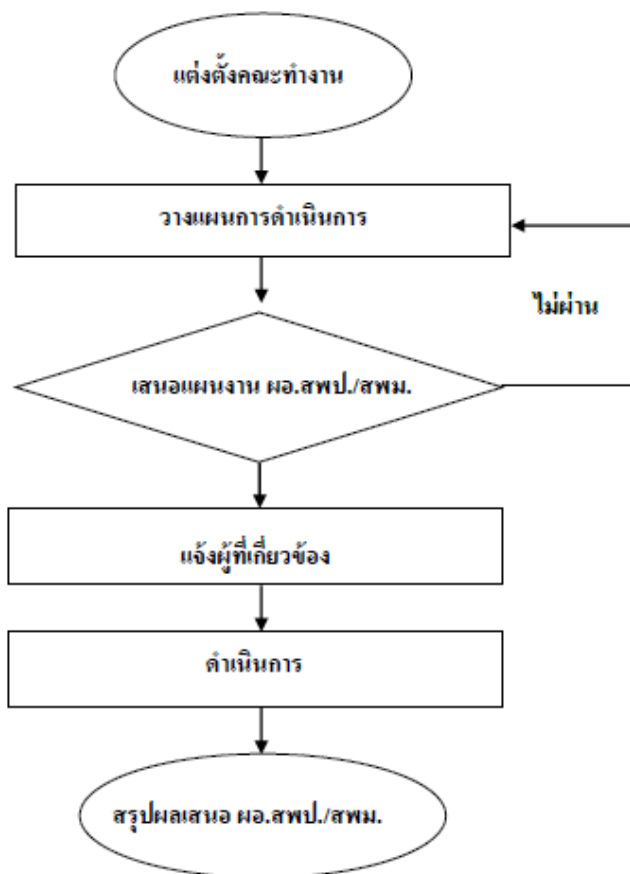 แต่งตั้งคณะทำงาน
วางแผนการดำเนินการ
ไม่ผ่าน
เสนอแผนงาน ผอ.สพป./สพม.
แจ้งผู้ที่เกี่ยวข้อง
ดำเนินการ
สรุปผลเสนอ ผอ.สพป./สพม.